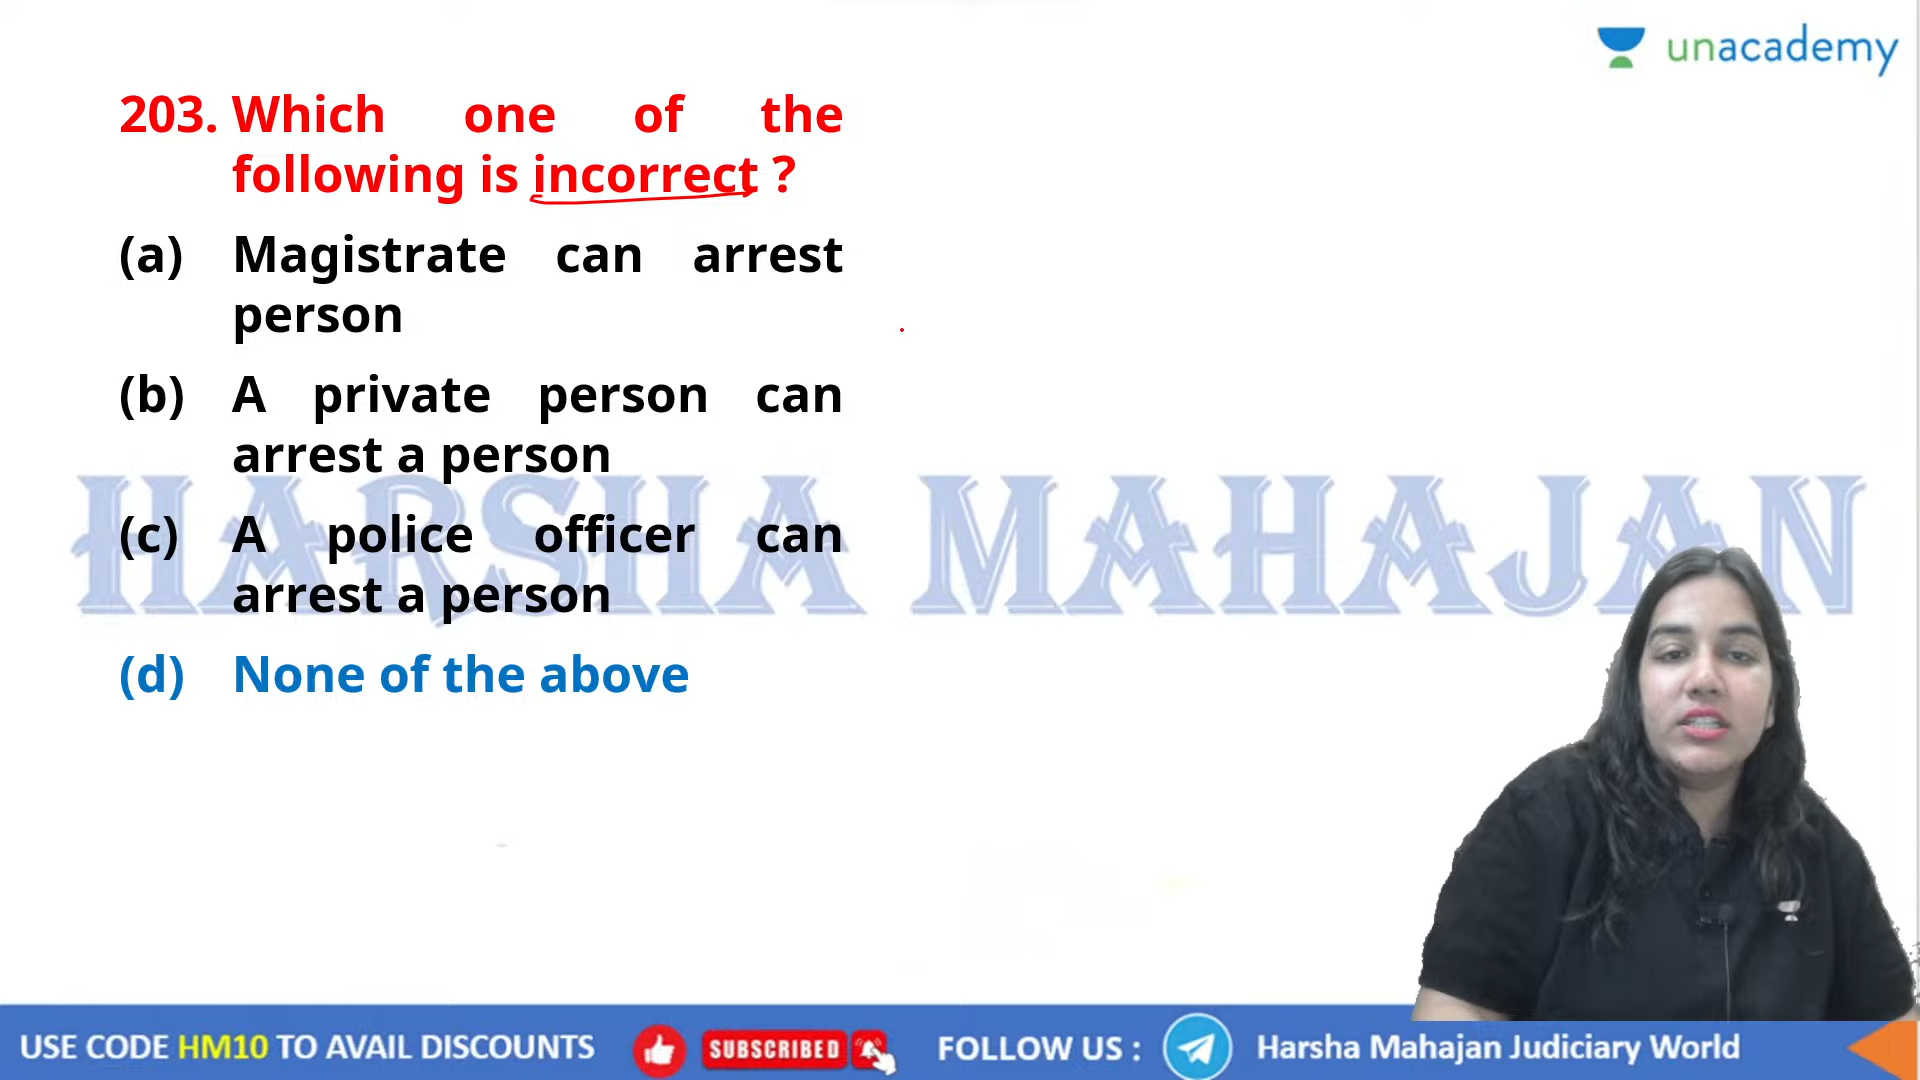 unacademy
203. Which one of the
following is incorrect ?
(a) Magistrate can arrest
person
(b) A private person can
arrest a person
HARSHA MAHAJAN
(c) A police officer can
arrest a person
(d) None of the above
USE CODE HM10 TO AVAIL DISCOUNTS
SUBSCRIBED
FOLLOW US :
Harsha Mahajan Judiciary World